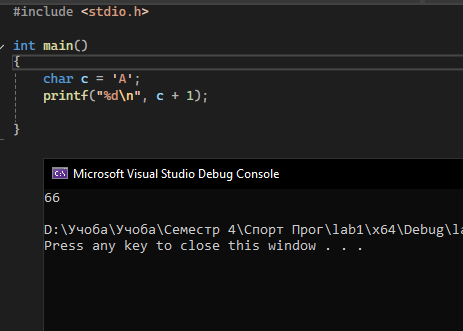 #include <stdio.h>
int main()
{
char c = 'A';
printf("%d\n", c + 1);
}
Microsoft Visual Studio Debug Console
66
D:\Учоба\Учоба\Семестр 4\Спорт Прог\lab1\x64\Debug\la
Press any key to close this window . . .